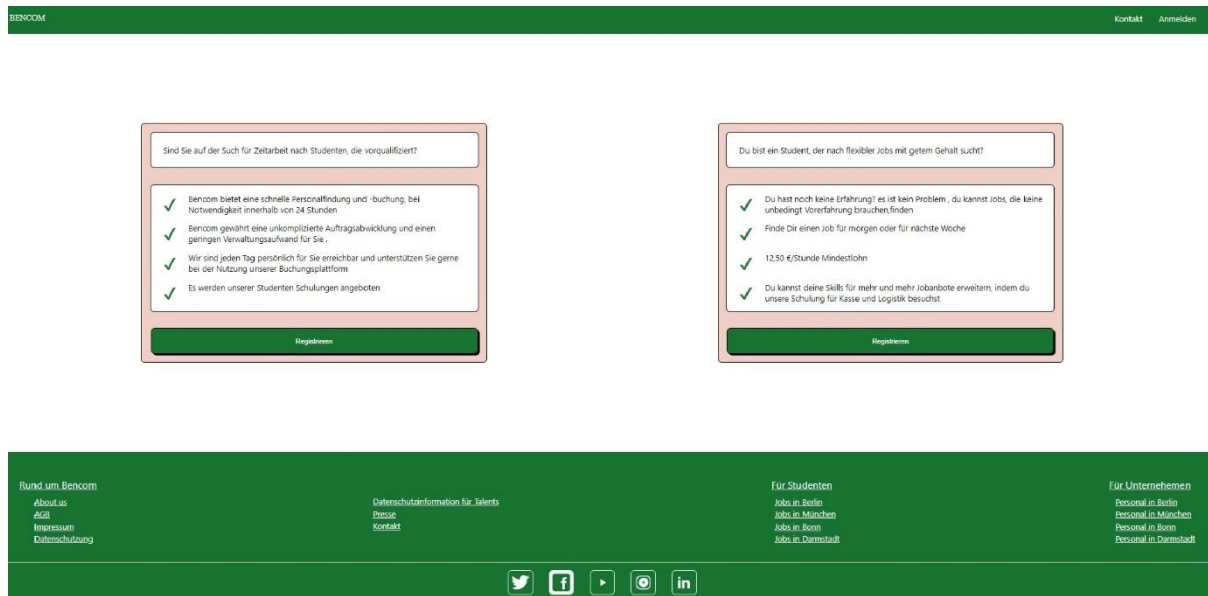 BENCOM
Kontakt Anmelden
Sind Sie auf der Such für Zeitarbeit nach Studenten, die vorqualifiziert?
Bencom bietet eine schnelle Personalfindung und -buchung, bei
Notwendigkeit innerhalb von 24 Stunden
Bencom gewährt eine unkomplizierte Auftragsabwicklung und einen
geringen Verwaltungsaufwand für Sie .
Wir sind jeden Tag persönlich für Sie erreichbar und unterstützen Sie gerne
bei der Nutzung unserer Buchungsplattform
Es werden unserer Studenten Schulungen angeboten
Registrieren
Du bist ein Student, der nach flexibler Jobs mit getem Gehalt sucht?
Du hast noch keine Erfahrung? es ist kein Problem , du kannst Jobs, die keine
unbedingt Vorerfahrung brauchen,finden
Finde Dir einen Job für morgen oder für nächste Woche
12,50 €/Stunde Mindestlohn
Du kannst deine Skills für mehr und mehr Jobanbote erweitern, indem du
unsere Schulung für Kasse und Logistik besuchst
Registrieren
Rund um Bencom
About us
AGB
Impressum
Datenschutzung
Datenschutzinformation für Talents
Presse
Kontakt
Für Studenten
Jobs in Berlin
Jobs in München
Jobs in Bonn
Jobs in Darmstadt
Für Unternehemen
Personal in Berlin
Personal in München
Personal in Bonn
Personal in Darmstadt